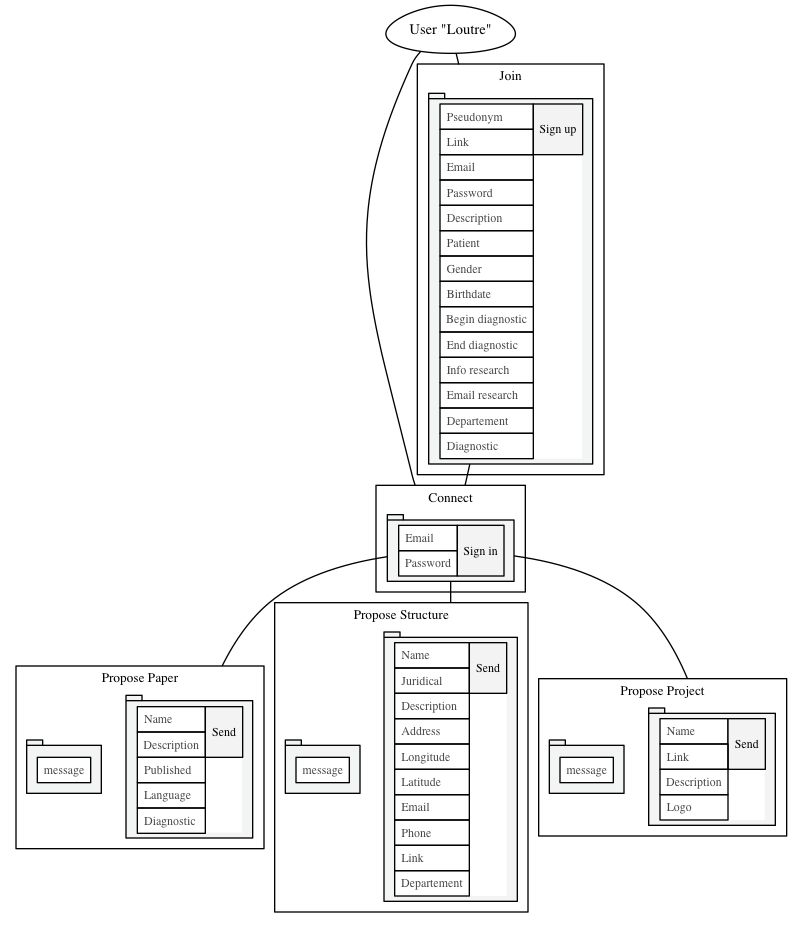 User "Loutre"
Join
Pseudonym
Sign up
Link
Email
Password
Description
Patient
Gender
Birthdate
Begin diagnostic
End diagnostic
Info research
Email research
Departement
Diagnostic
Connect
Email
Sign in
Password
Propose Paper
message
Name
Send
Description
Published
Language
Diagnostic
Propose Structure
message
Name
Send
Juridical
Description
Address
Longitude
Latitude
Email
Phone
Link
Departement
Propose Project
message
Name
Send
Link
Description
Logo